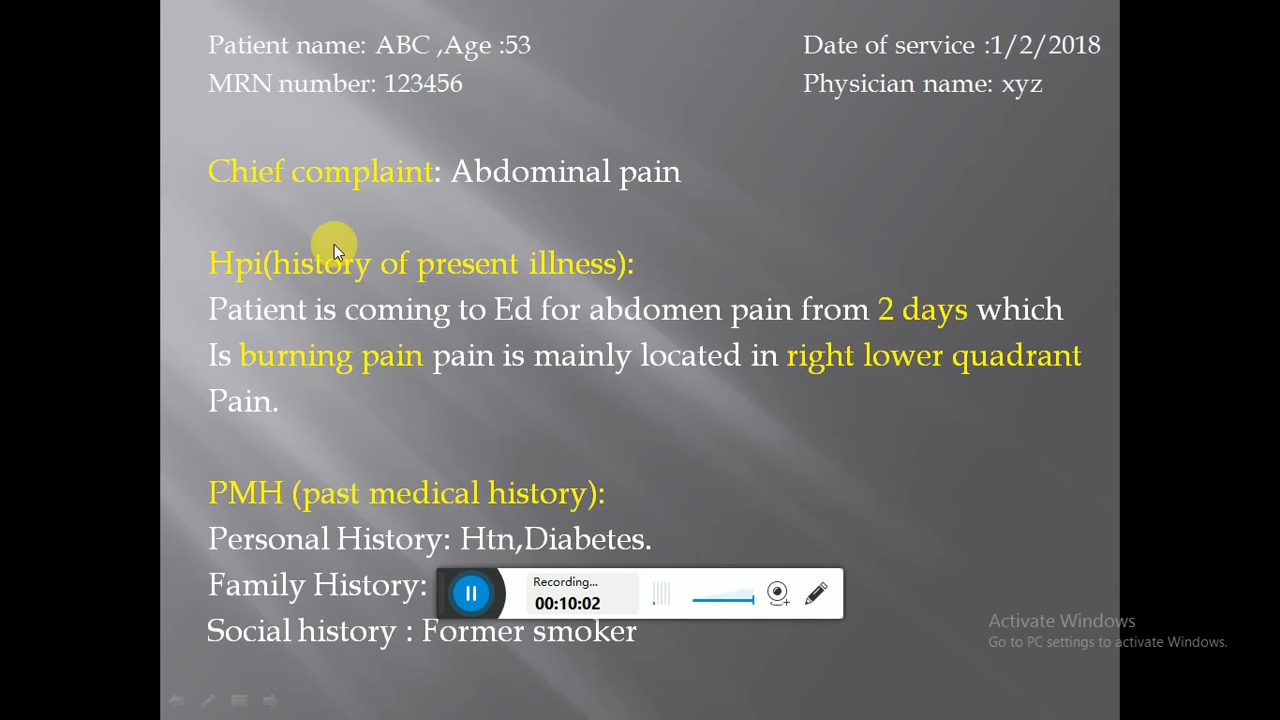 Patient name: ABC ,Age :53
Date of service :1/2/2018
MRN number: 123456
Physician name: xyz
Chief complaint: Abdominal pain
Hpi(history of present illness):
Patient is coming to Ed for abdomen pain from 2 days which
Is burning pain pain is mainly located in right lower quadrant
Pain.
PMH (past medical history):
Personal History: Htn,Diabetes.
Family History:
Recording...
00:10:02
Social history : Former smoker
Activate Windows
Go to PC settings to activate Windows.